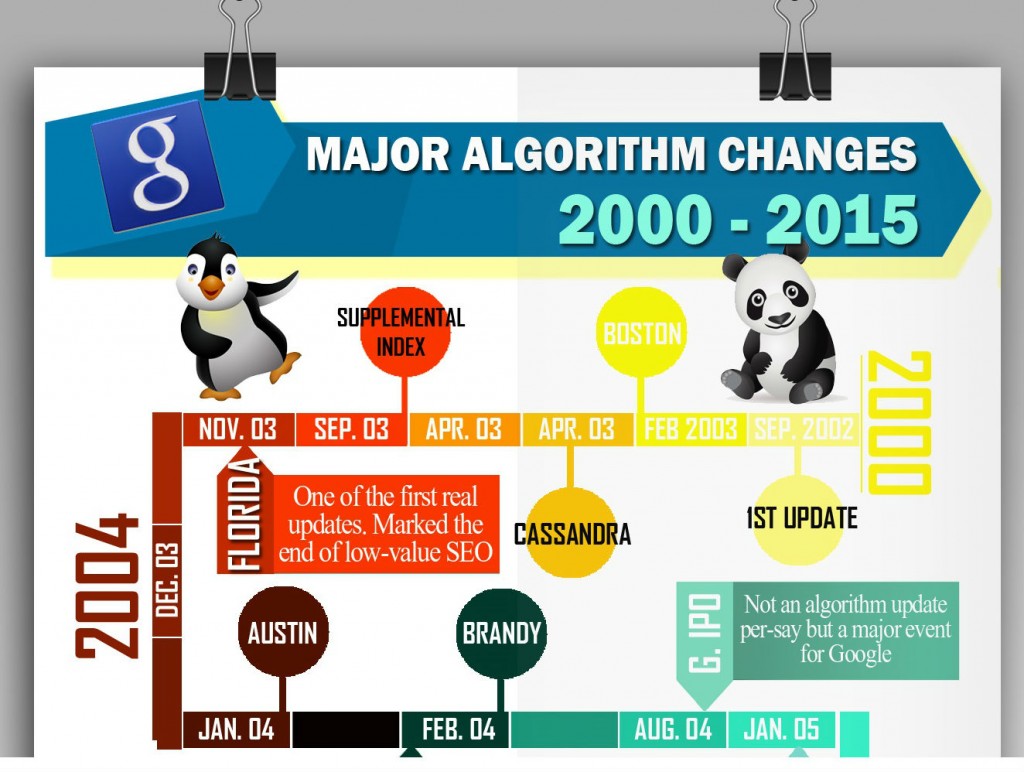 g
MAJOR ALGORITHM CHANGES
2000 - 2015
SUPPLEMENTAL
INDEX
BOSTON
2000
NOV. 03
SEP. 03
APR. 03
APR. 03
FEB 2003
SEP. 2002
FLORIDA
One of the first real
updates. Marked the
end of low-value SEO
CASSANDRA
1ST UPDATE
2004
DEC. 03
AUSTIN
BRANDY
G. IPO
Not an algorithm update
per-say but a major event
for Google
JAN. 04
FEB. 04
AUG. 04
JAN. 05